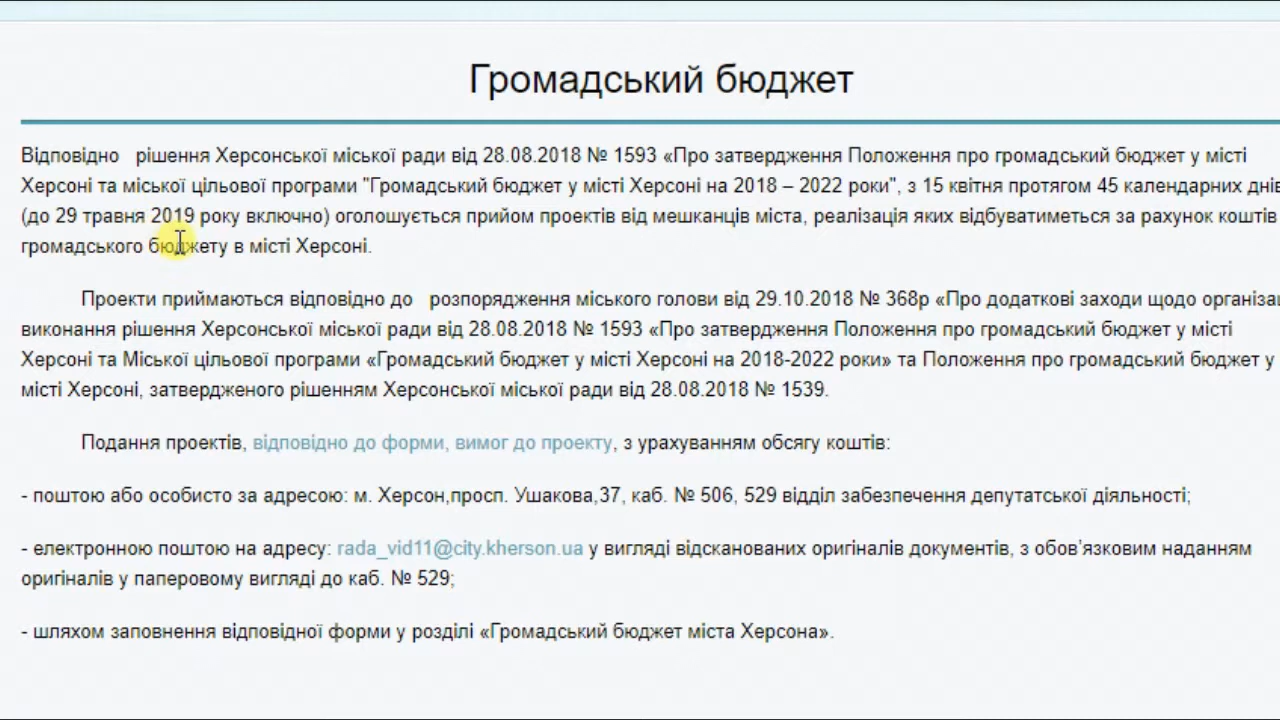 Громадський бюджет
Відповідно рішення Херсонської міської ради від 28.08.2018 № 1593 «Про затвердження Положення про громадський бюджет у місті
Херсоні та міської цільової програми "Громадський бюджет у місті Херсоні на 2018 – 2022 роки", з 15 квітня протягом 45 календарних днів
(до 29 травня 2019 року включно) оголошується прийом проектів від мешканців міста, реалізація яких відбуватиметься за рахунок коштів
громадського бюджету в місті Херсоні.
Проекти приймаються відповідно до розпорядження міського голови від 29.10.2018 № 368р «Про додаткові заходи щодо
виконання рішення Херсонської міської ради від 28.08.2018 № 1593 «Про затвердження Положення про громадський бюджет у місті
Херсоні та Міської цільової програми «Громадський бюджет у місті Херсоні на 2018-2022 роки» та Положення про громадський бюджет у
місті Херсоні, затвердженого рішенням Херсонської міської ради від 28.08.2018 № 1539.
Подання проектів, відповідно до форми, вимог до проекту, з урахуванням обсягу коштів:
- поштою або особисто за адресою: м. Херсон,просп. Ушакова,37, каб. № 506, 529 відділ забезпечення депутатської діяльності;
- електронною поштою на адресу: rada_vid11@city.kherson.ua у вигляді відсканованих оригіналів документів, з обов’язковим наданням
оригіналів у паперовому вигляді до каб. № 529;
- шляхом заповнення відповідної форми у розділі «Громадський бюджет міста Херсона».